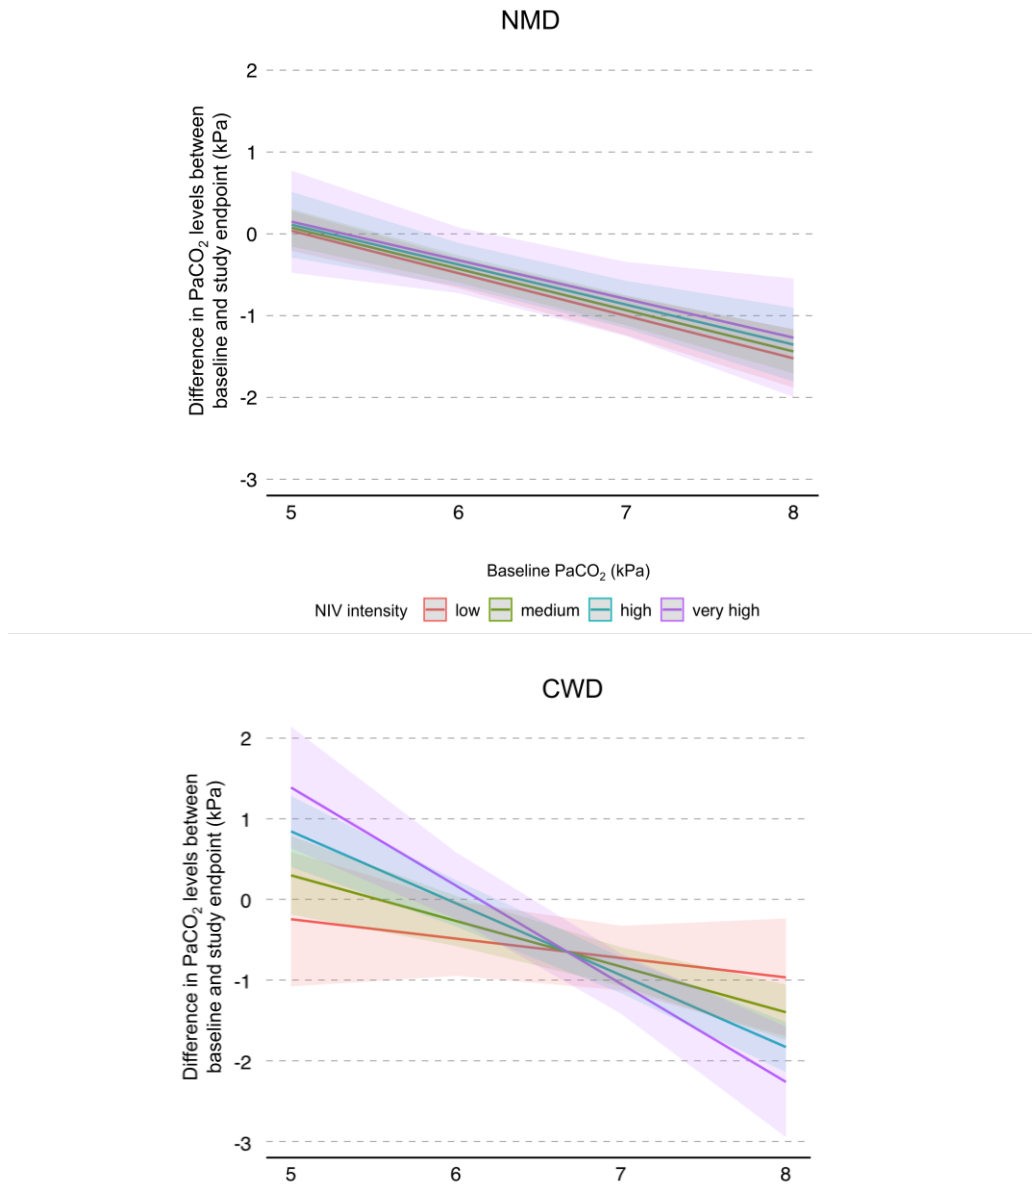 NMD
Difference in PaCO₂ levels between
baseline and study endpoint (kPa)
2
1
0
-1
-2
-3
5 6 7 8
Baseline PaCO₂ (kPa)
NIV intensity low medium high very high
CWD
Difference in PaCO₂ levels between
baseline and study endpoint (kPa)
2
1
0
-1
-2
-3
5 6 7 8